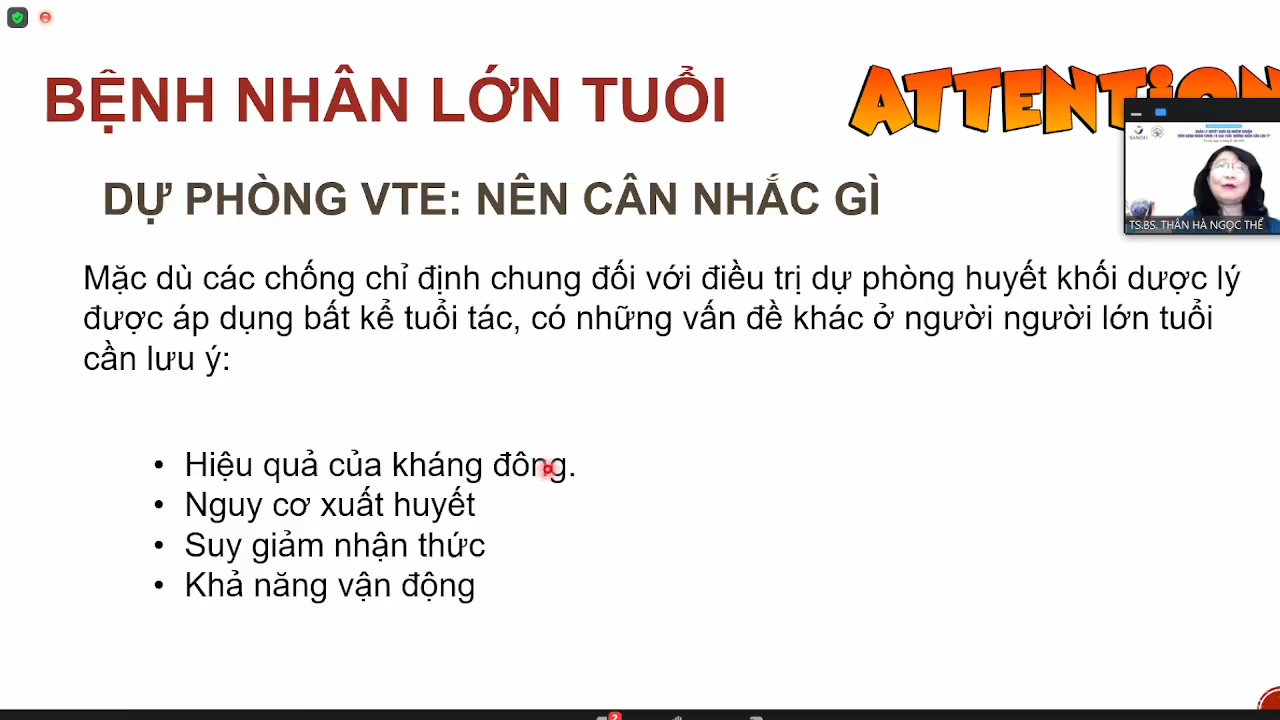 BỆNH NHÂN LỚN TUỔI
ATTENTION
DỰ PHÒNG VTE: NÊN CÂN NHẮC GÌ
SANOFI
TS.BS. THÂN HÀ NGỌC THỂ
Mặc dù các chống chỉ định chung đối với điều trị dự phòng huyết khối dược lý
được áp dụng bất kể tuổi tác, có những vấn đề khác ở người người lớn tuổi
cần lưu ý:
• Hiệu quả của kháng đông.
• Nguy cơ xuất huyết
• Suy giảm nhận thức
• Khả năng vận động
2